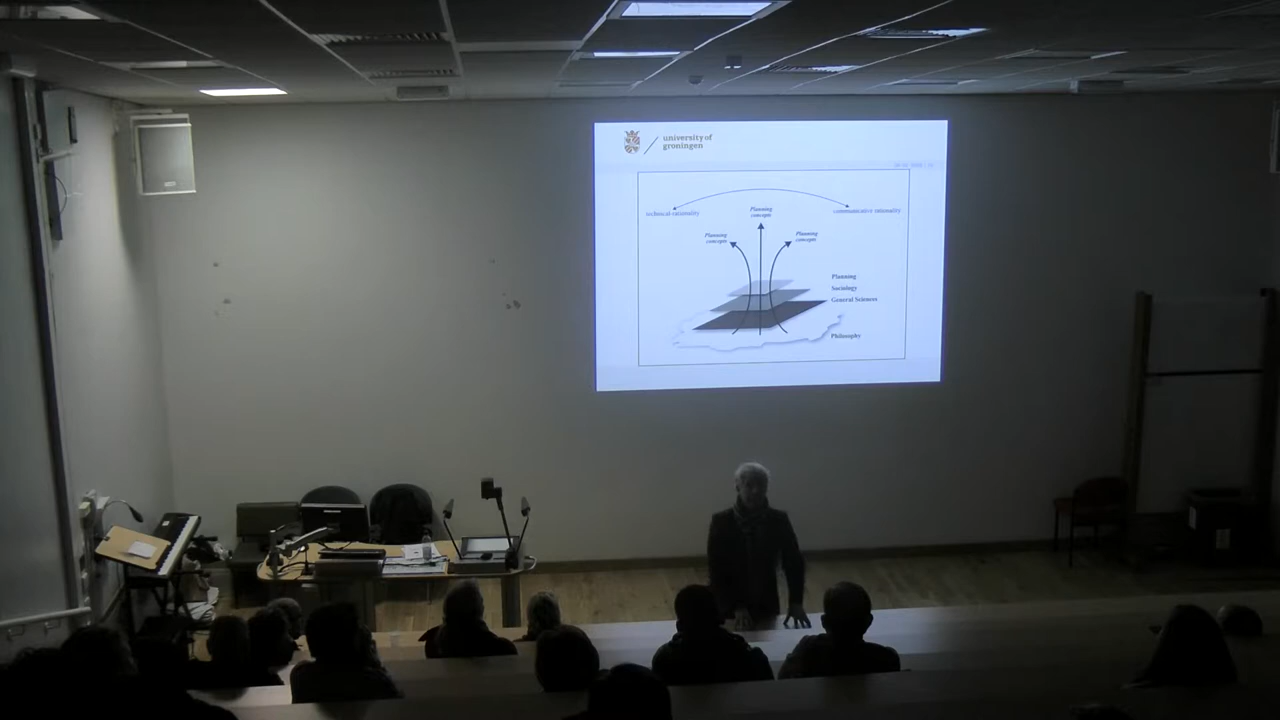 university of
groningen
technical rationality
Planning
concepts
communicative rationality
Planning
concepts
Planning
concepts
Planning
Sociology
General Sciences
Philosophy